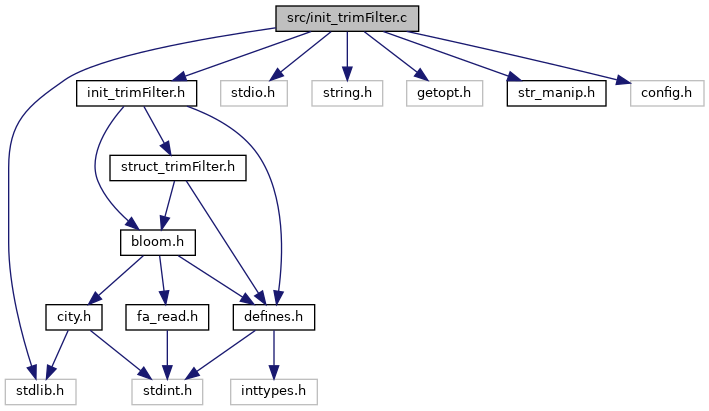 src/init_trimFilter.c
init_trimFilter.h
stdio.h
string.h
getopt.h
str_manip.h
config.h
struct_trimFilter.h
bloom.h
city.h
fa_read.h
defines.h
stdlib.h
stdint.h
inttypes.h